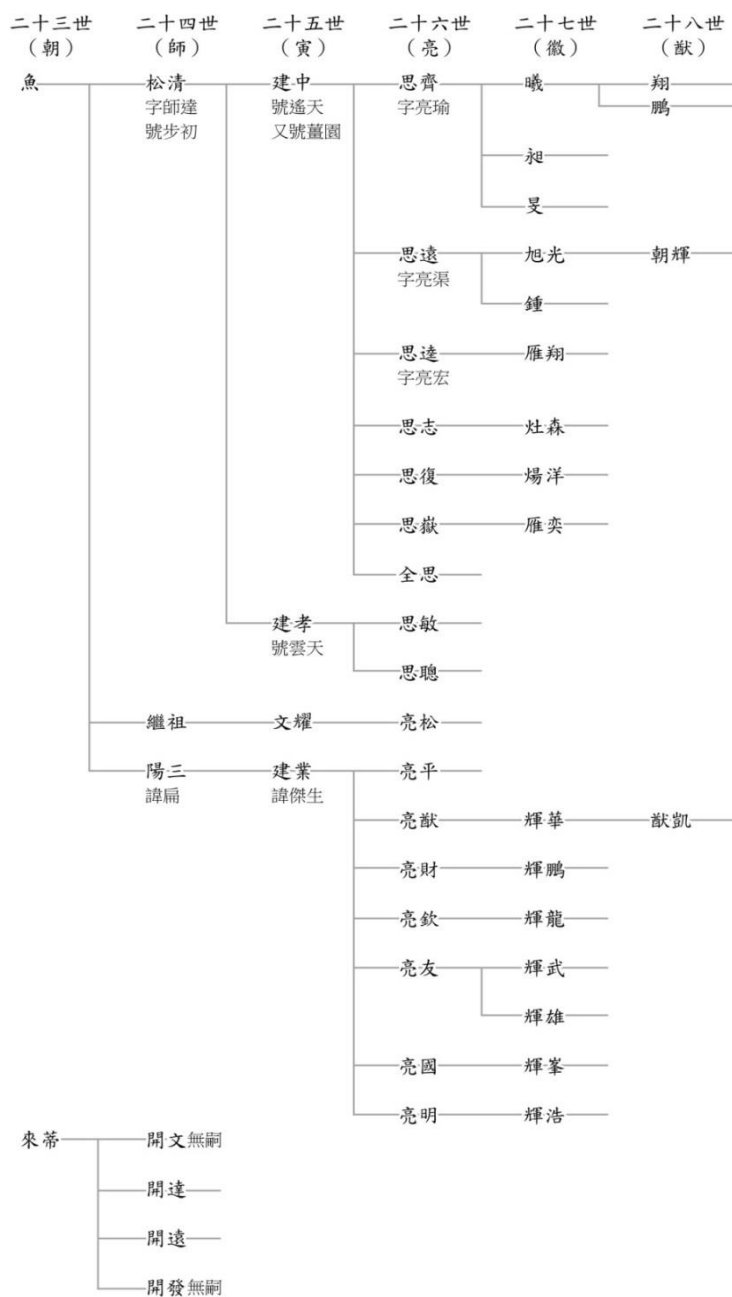 二十三世 二十四世 二十五世 二十六世 二十七世 二十八世
（朝） （師） （寅） （亮） （徽） （猷）
魚 松清 建中 思齊 曦 翔
字師達 號遙天 字亮瑜 鵬
號步初 又號薑園
昶
旻
思遠 旭光 朝輝
字亮渠
鍾
思達 雁翔
字亮宏
思志 灶森
思復 煬洋
思嶽 雁奕
全思
建孝 思敏
號雲天
思聰
繼祖 文耀 亮松
陽三 建業 亮平
諱扁 諱傑生
亮猷 輝華 猷凱
亮財 輝鵬
亮欽 輝龍
亮友 輝武
輝雄
亮國 輝峯
亮明 輝浩
來蒂 開文無嗣
開達
開遠
開發無嗣